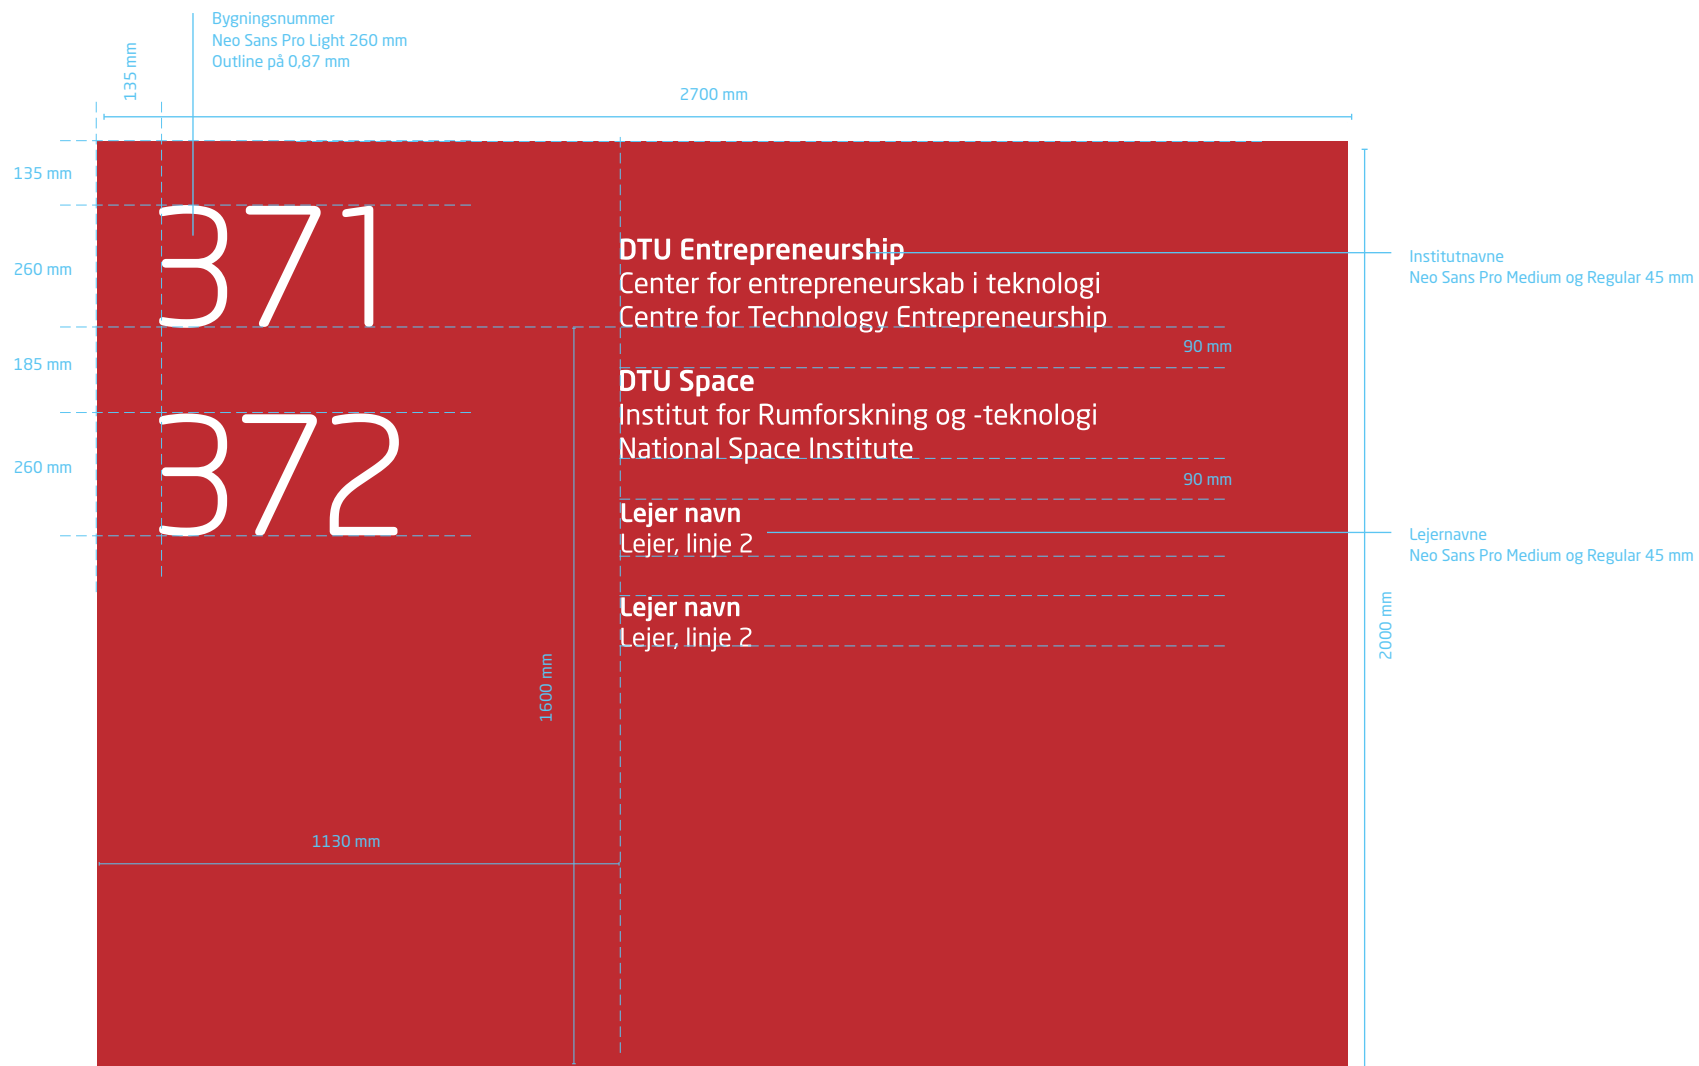 Bygningsnummer
Neo Sans Pro Light 260 mm
Outline på 0,87 mm
135 mm
2700 mm
135 mm
371
260 mm
DTU Entrepreneurship
Center for entrepreneurskab i teknologi
Centre for Technology Entrepreneurship
Institutnavne
Neo Sans Pro Medium og Regular 45 mm
90 mm
185 mm
DTU Space
Institut for Rumforskning og -teknologi
National Space Institute
372
260 mm
90 mm
Lejer navn
Lejer, linje 2
Lejernavne
Neo Sans Pro Medium og Regular 45 mm
Lejer navn
Lejer, linje 2
2000 mm
1600 mm
1130 mm